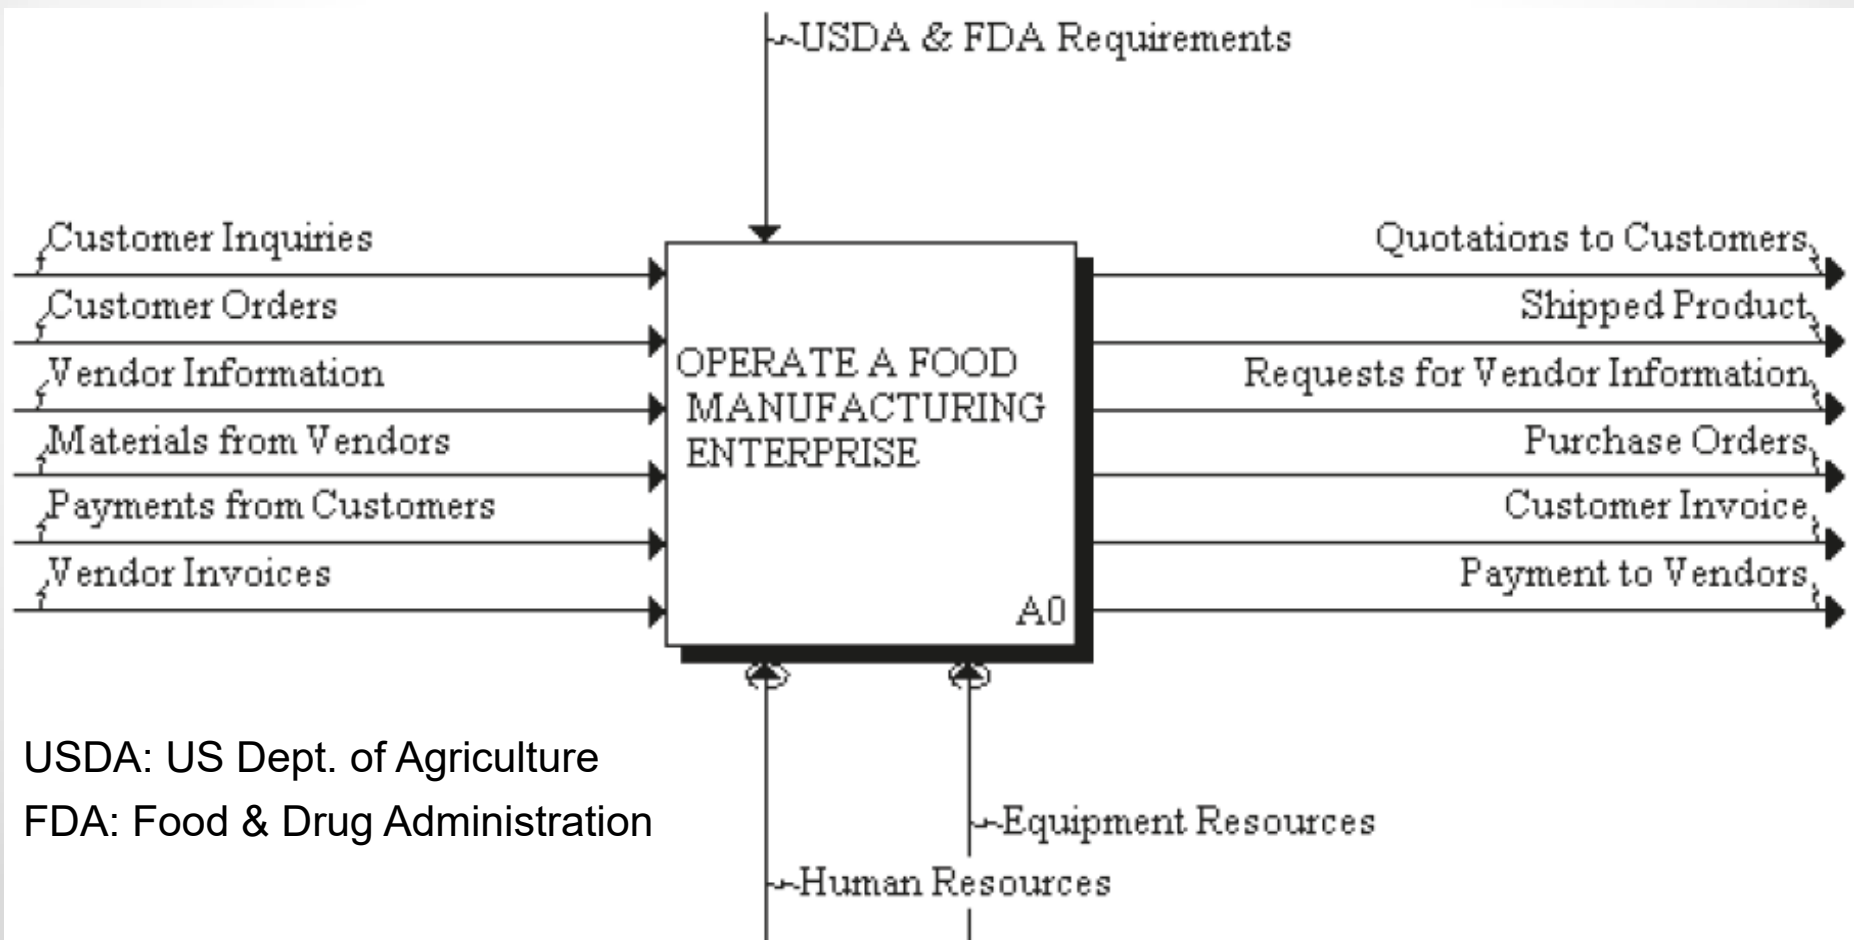 USDA & FDA Requirements
Customer Inquiries
Customer Orders
Vendor Information
Materials from Vendors
Payments from Customers
Vendor Invoices
OPERATE A FOOD
MANUFACTURING
ENTERPRISE
A0
Quotations to Customers
Shipped Product
Requests for Vendor Information
Purchase Orders
Customer Invoice
Payment to Vendors
USDA: US Dept. of Agriculture
FDA: Food & Drug Administration
Equipment Resources
Human Resources